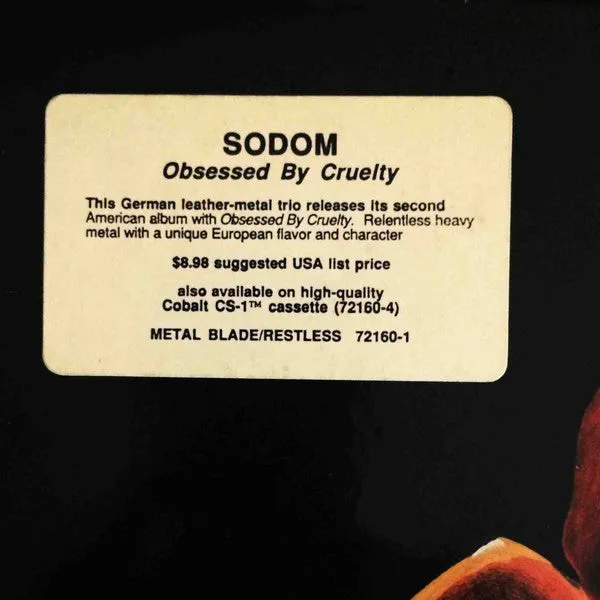 SODOM
Obsessed By Cruelty
This German leather-metal trio releases its second
American album with Obsessed By Cruelty. Relentless heavy
metal with a unique European flavor and character
$8.98 suggested USA list price
also available on high-quality
Cobalt CS-1™ cassette (72160-4)
METAL BLADE/RESTLESS 72160-1